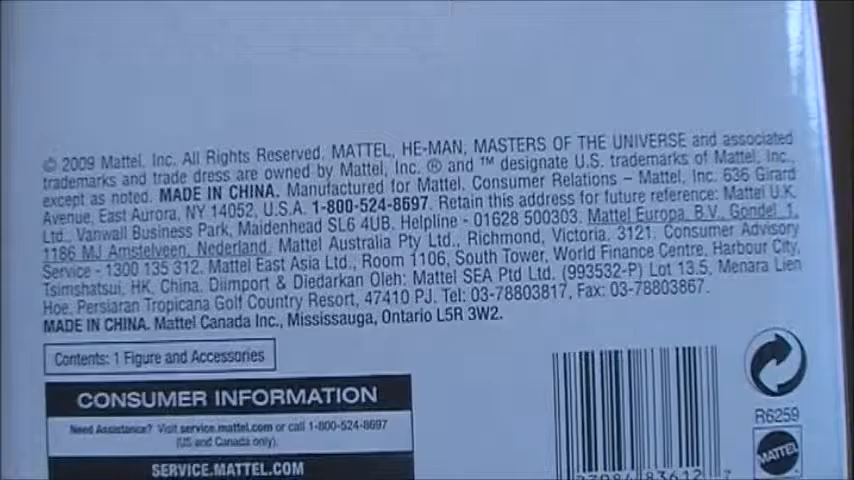 © 2009 Mattel, Inc. All Rights Reserved. MATTEL, HE-MAN, MASTERS OF THE UNIVERSE and associated
trademarks and trade dress are owned by Mattel, Inc. ® and ™ designate U.S. trademarks of Mattel, Inc.,
except as noted. MADE IN CHINA. Manufactured for Mattel. Consumer Relations – Mattel, Inc. 636 Girard
Avenue, East Aurora, NY 14052, U.S.A. 1-800-524-8697. Retain this address for future reference: Mattel U.K.
Ltd., Vanwall Business Park, Maidenhead SL6 4UB. Helpline - 01628 500303. Mattel Europa, B.V., Gondel 1,
1186 MJ Amstelveen, Nederland. Mattel Australia Pty Ltd., Richmond, Victoria. 3121. Consumer Advisory
Service - 1300 135 312. Mattel East Asia Ltd., Room 1106, South Tower, World Finance Centre, Harbour City,
Tsimshatsui, HK, China. Diimport & Diedarkan Oleh: Mattel SEA Ptd Ltd. (993532-P) Lot 13.5, Menara Lien
Hoe, Persiaran Tropicana Golf Country Resort, 47410 PJ. Tel: 03-78803817, Fax: 03-78803867.
MADE IN CHINA. Mattel Canada Inc., Mississauga, Ontario L5R 3W2.
Contents: 1 Figure and Accessories
CONSUMER INFORMATION
Need Assistance? Visit service.mattel.com or call 1-800-524-8697
(US and Canada only).
SERVICE.MATTEL.COM
R6259
MATTEL